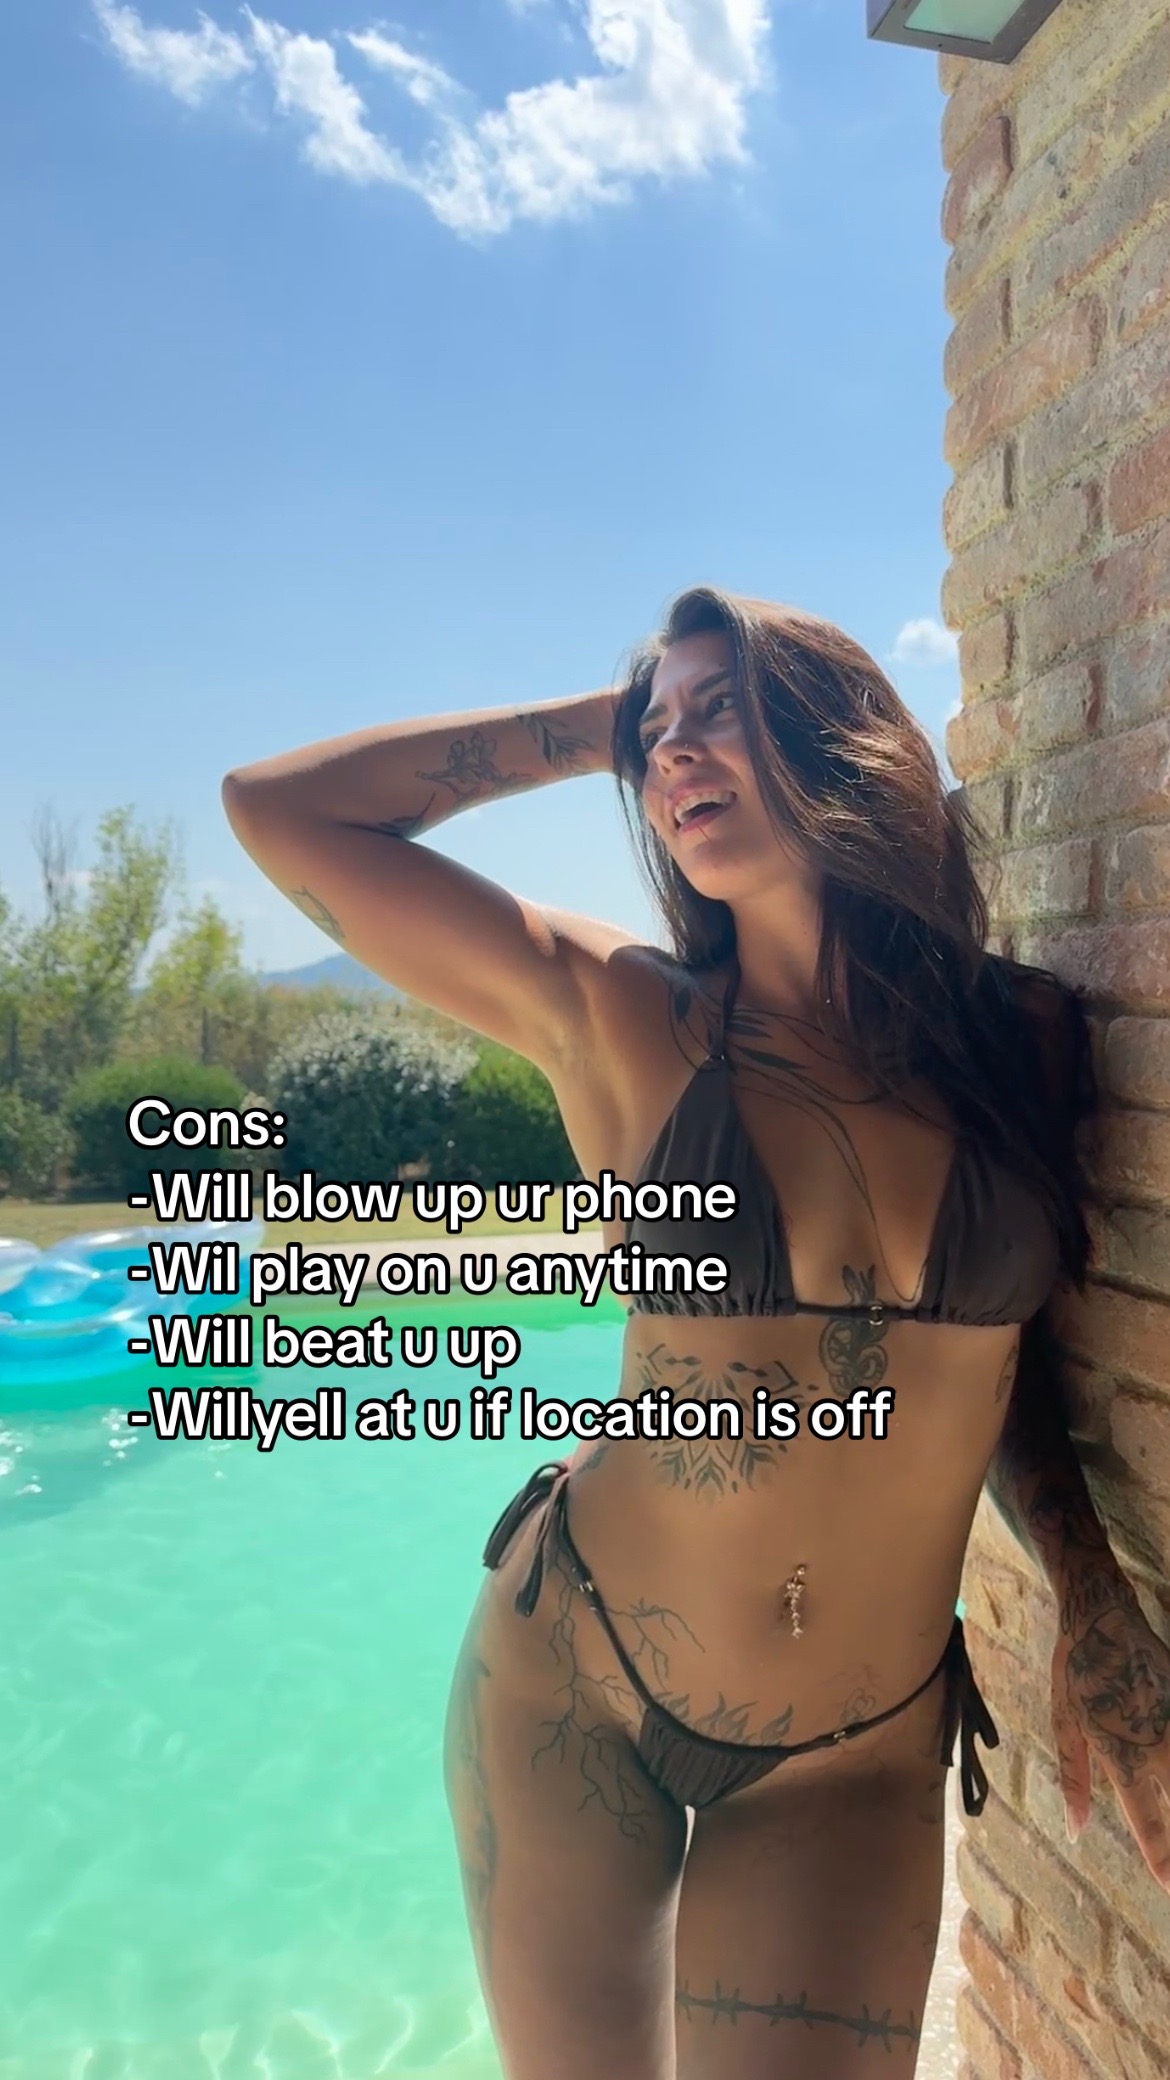 Cons:
-Will blow up ur phone
-Wil play on u anytime
-Will beat u up
-Willyell at u if location is off